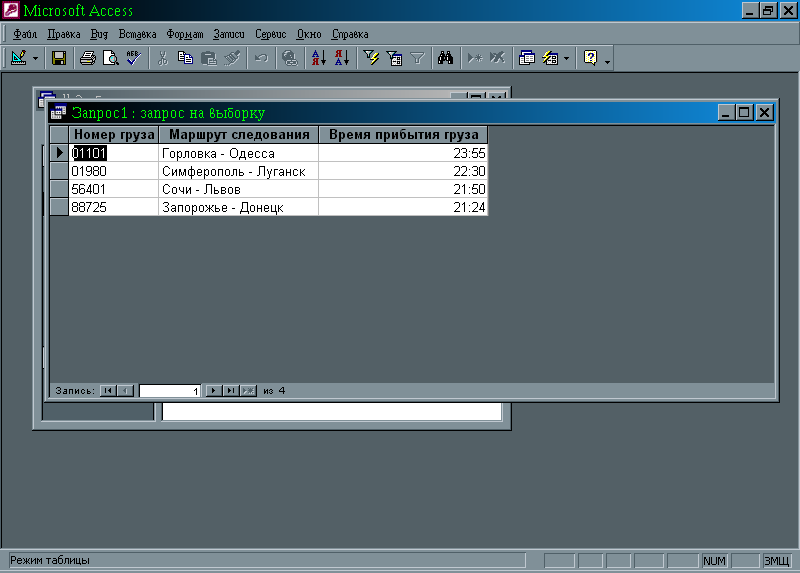 Microsoft Access
Файл Правка Вид Вставка Формат Записи Сервис Окно Справка
Запрос1 : запрос на выборку
Номер груза Маршрут следования Время прибытия груза
01101 Горловка - Одесса 23:55
01980 Симферополь - Луганск 22:30
56401 Сочи - Львов 21:50
88725 Запорожье - Донецк 21:24
Запись: 1 из 4
Режим таблицы NUM ЗМЩ